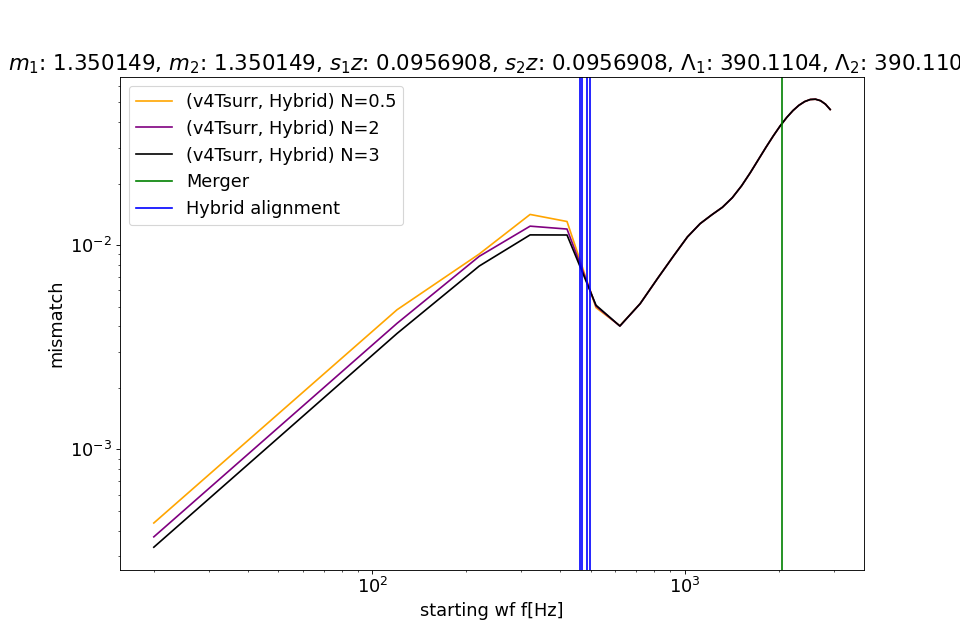 m₁: 1.350149, m₂: 1.350149, s₁z: 0.0956908, s₂z: 0.0956908, Λ₁: 390.1104, Λ₂: 390.110
(v4Tsurr, Hybrid) N=0.5
(v4Tsurr, Hybrid) N=2
(v4Tsurr, Hybrid) N=3
Merger
Hybrid alignment
10⁻²
10⁻³
mismatch
10²
10³
starting wf f[Hz]